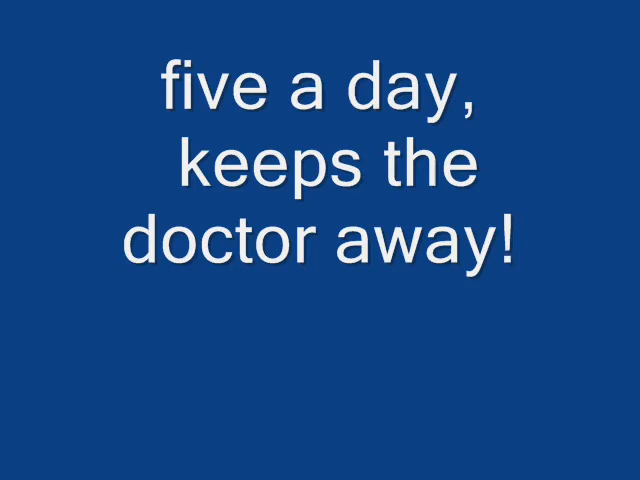 five a day,
keeps the
doctor away!